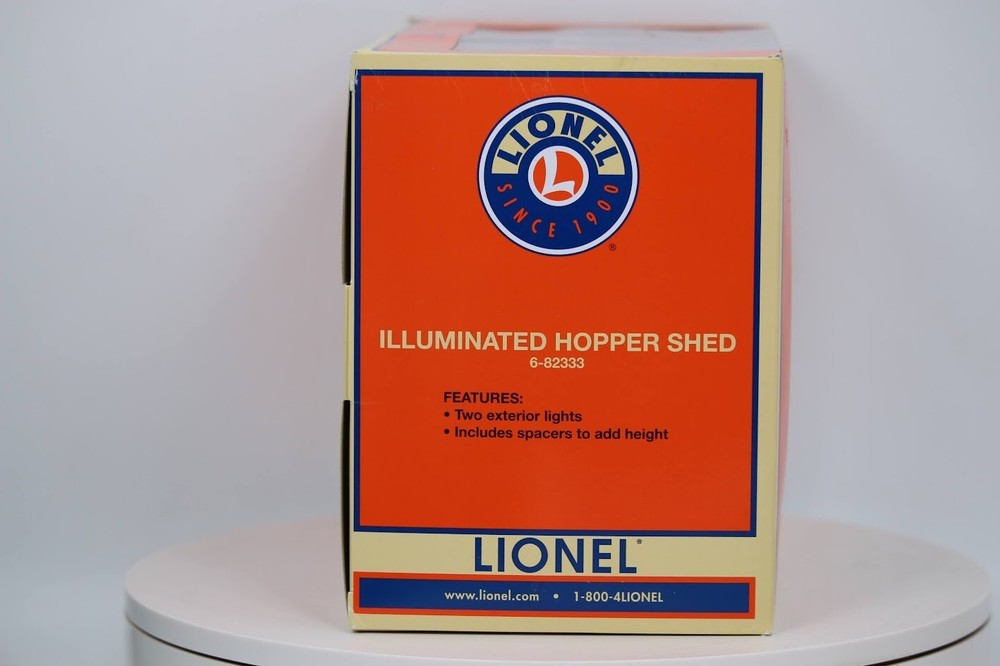 LIONEL
L
SINCE 1900
®
ILLUMINATED HOPPER SHED
6-82333
FEATURES:
• Two exterior lights
• Includes spacers to add height
LIONEL®
www.lionel.com • 1-800-4LIONEL